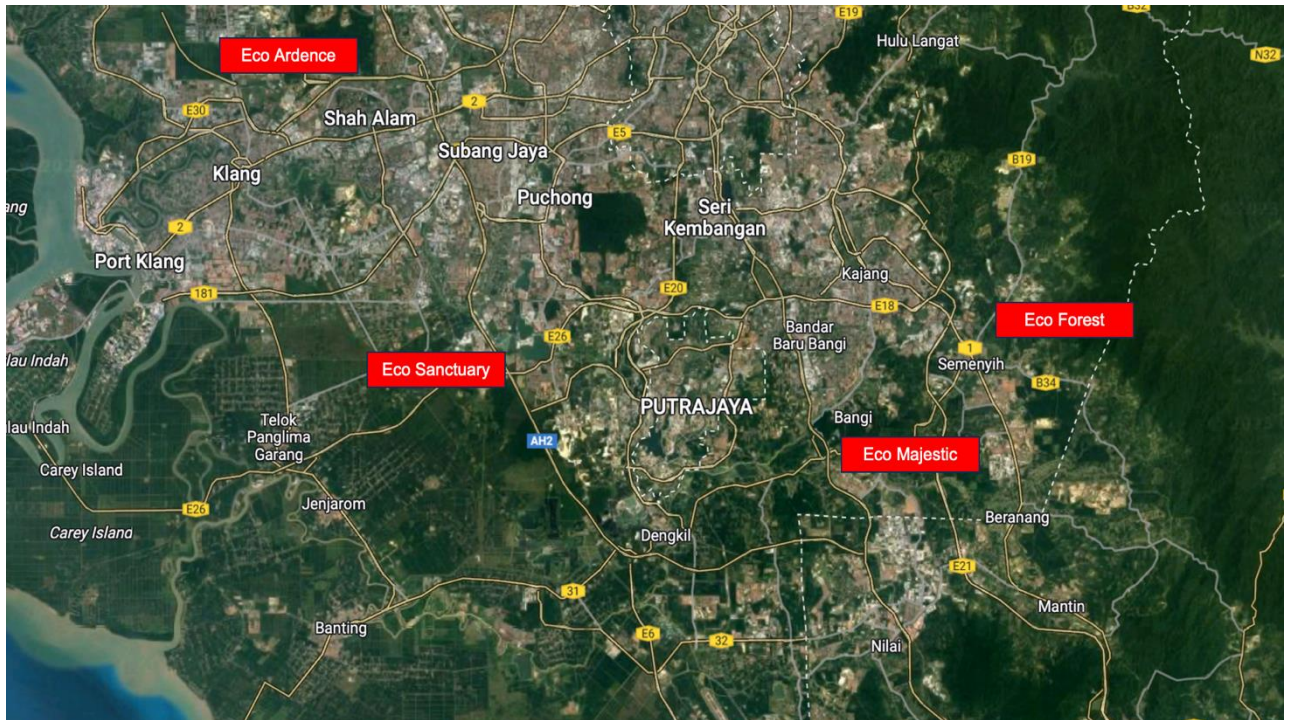 E19
B32
Hulu Langat
N32
Eco Ardence
2
E30
Shah Alam
E5
Subang Jaya
B19
Klang
Puchong
Seri
Kembangan
ang
2
Port Klang
Kajang
181
E20
E18
Eco Forest
Bandar
Baru Bangi
E26
1
lau Indah
Eco Sanctuary
Semenyih
B34
PUTRAJAYA
Bangi
lau Indah
Telok
Panglima
Garang
AH2
Eco Majestic
Carey Island
Jenjarom
E26
Beranang
Carey Island
Dengkil
E21
31
Mantin
Banting
E6
32
Nilai